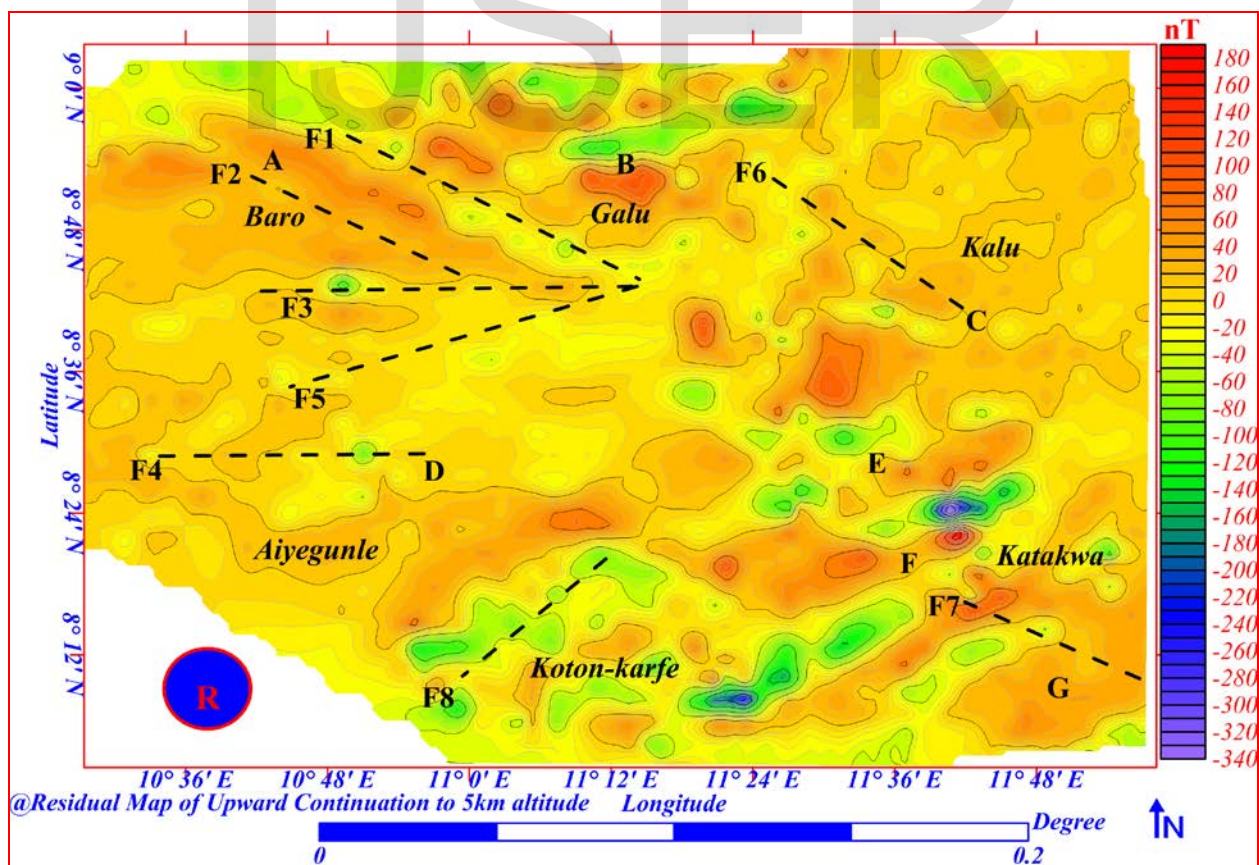 IJSER
nT
180
160
140
120
100
80
60
40
20
0
-20
-40
-60
-80
-100
-120
-140
-160
-180
-200
-220
-240
-260
-280
-300
-320
-340
9° 0' N
8° 48' N
8° 36' N
8° 24' N
8° 12' N
Latitude
F1
A
F2
Baro
B
Galu
F6
Kalu
F3
C
F5
F4
D
E
Aiyegunle
F
Katakwa
F7
Koton-karfe
F8
G
R
10° 36' E 10° 48' E 11° 0' E 11° 12' E 11° 24' E 11° 36' E 11° 48' E
@Residual Map of Upward Continuation to 5km altitude Longitude
Degree
0 0.2
N